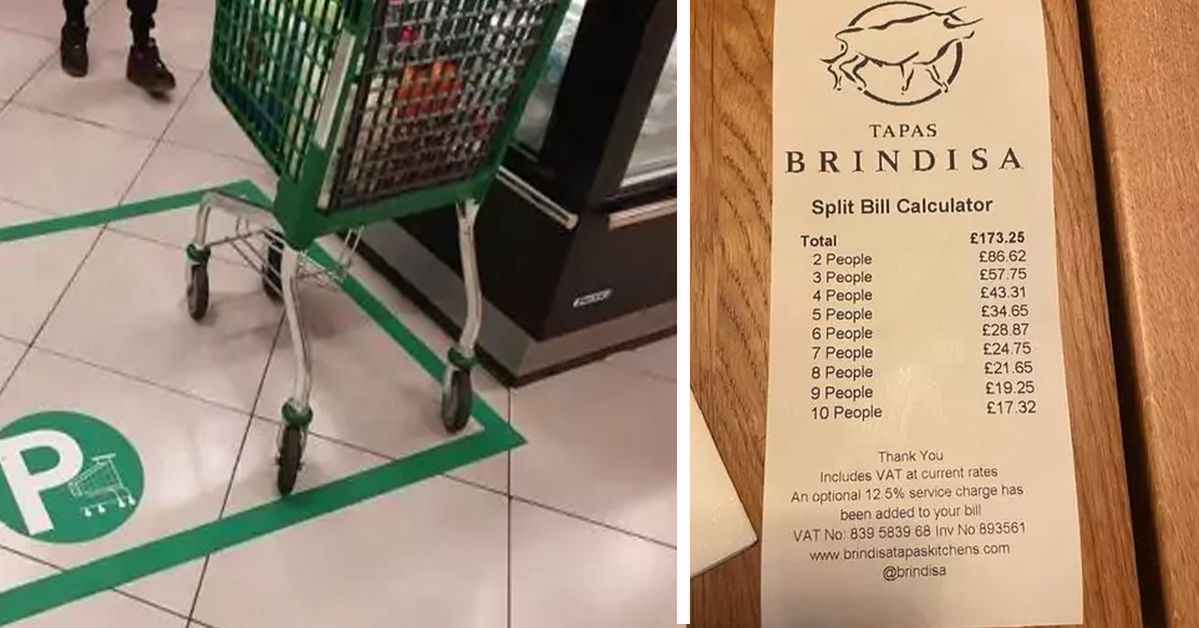 P
TAPAS
BRINDISA
Split Bill Calculator
Total £173.25
2 People £86.62
3 People £57.75
4 People £43.31
5 People £34.65
6 People £28.87
7 People £24.75
8 People £21.65
9 People £19.25
10 People £17.32
Thank You
Includes VAT at current rates
An optional 12.5% service charge has
been added to your bill
VAT No: 839 5839 68 Inv No:893561
www.brindisatapaskitchens.com
@brindisa